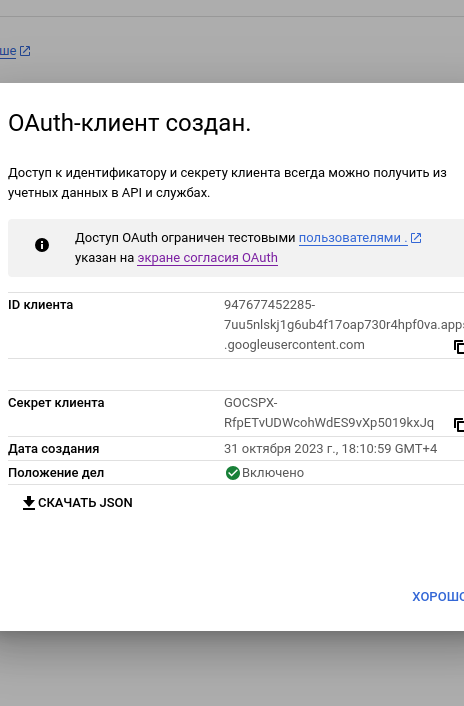 ше
OAuth-клиент создан.
Доступ к идентификатору и секрету клиента всегда можно получить из
учетных данных в API и службах.
Доступ OAuth ограничен тестовыми пользователями .
указан на экране согласия OAuth
ID клиента
947677452285-
7uu5nlskj1g6ub4f17oap730r4hpf0va.apps
.googleusercontent.com
Секрет клиента
GOCSPX-
RfpETvUDWcohWdES9vXp5019kxJq
Дата создания 31 октября 2023 г., 18:10:59 GMT+4
Положение дел Включено
СКАЧАТЬ JSON
ХОРОШО